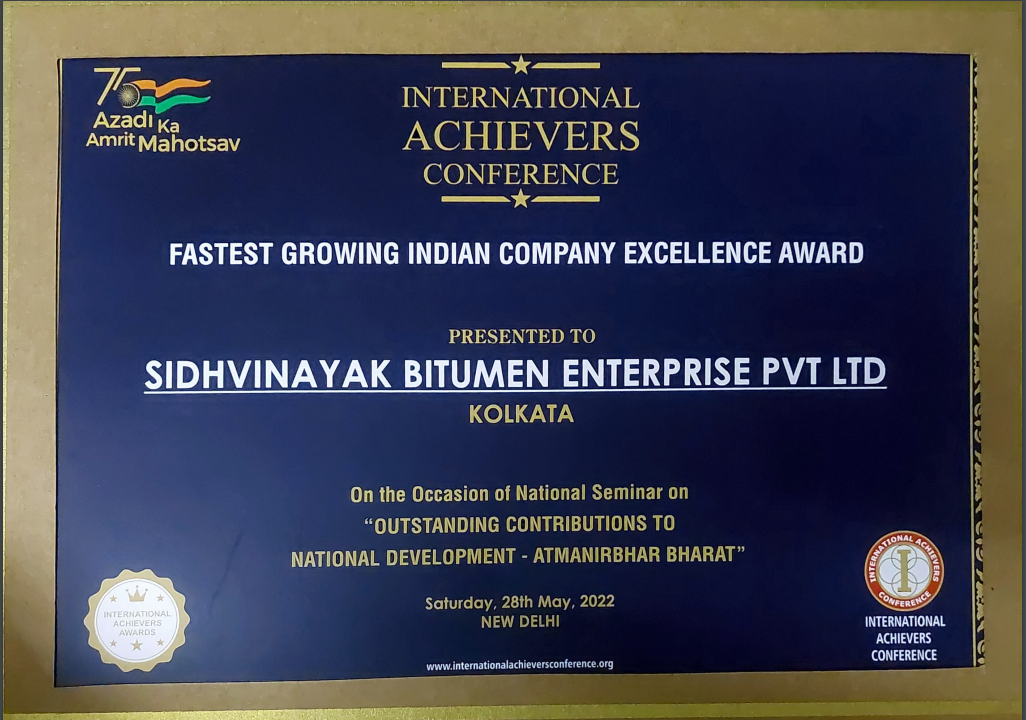 75
Azadi Ka
Amrit Mahotsav
INTERNATIONAL
ACHIEVERS
CONFERENCE
FASTEST GROWING INDIAN COMPANY EXCELLENCE AWARD
PRESENTED TO
SIDHVINAYAK BITUMEN ENTERPRISE PVT LTD
KOLKATA
On the Occasion of National Seminar on
“OUTSTANDING CONTRIBUTIONS TO
NATIONAL DEVELOPMENT - ATMANIRBHAR BHARAT”
Saturday, 28th May, 2022
NEW DELHI
INTERNATIONAL
ACHIEVERS
AWARDS
INTERNATIONAL ACHIEVERS
I
CONFERENCE
INTERNATIONAL
ACHIEVERS
CONFERENCE
www.internationalachieversconference.org